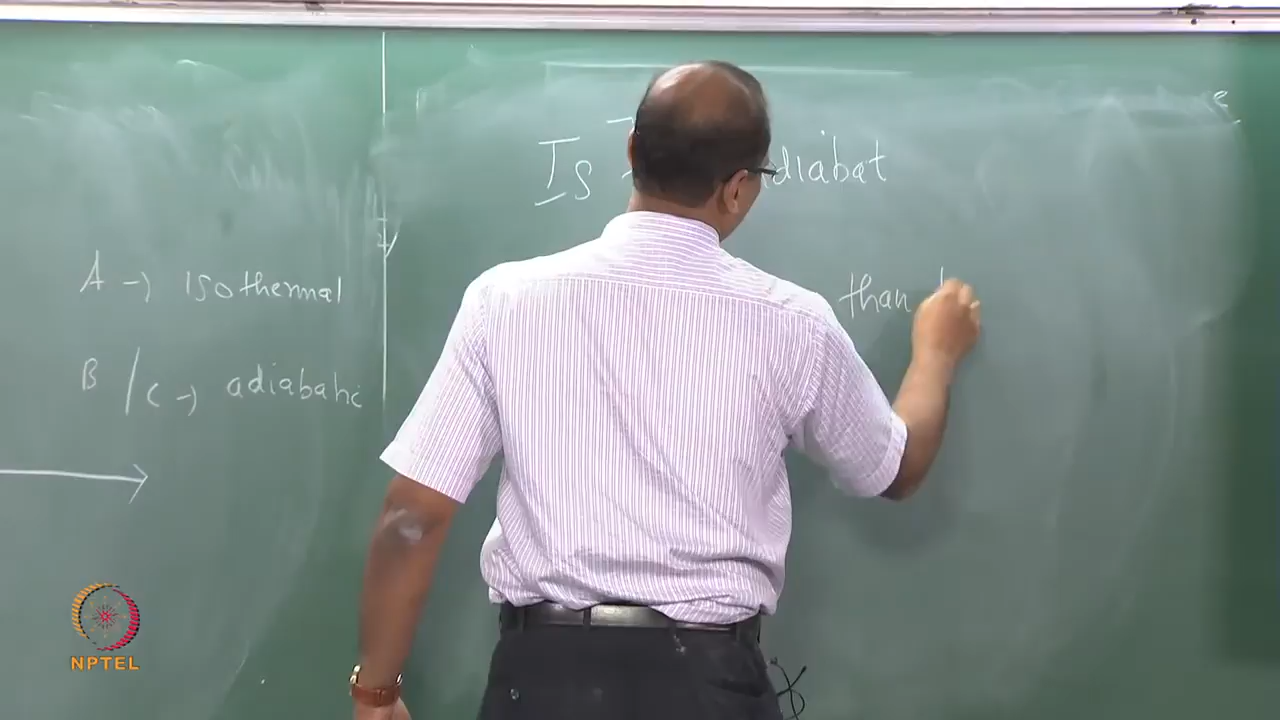 Is adiabat
than
A → Isothermal
B / C → adiabatic
NPTEL